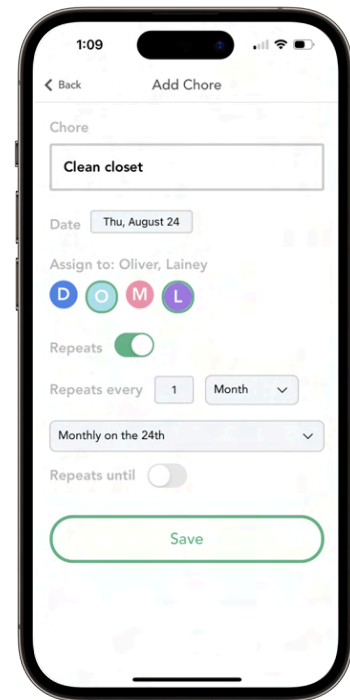 1:09
Back Add Chore
Chore
Clean closet
Date Thu, August 24
Assign to: Oliver, Lainey
D O M L
Repeats
Repeats every 1 Month
Monthly on the 24th
Repeats until
Save